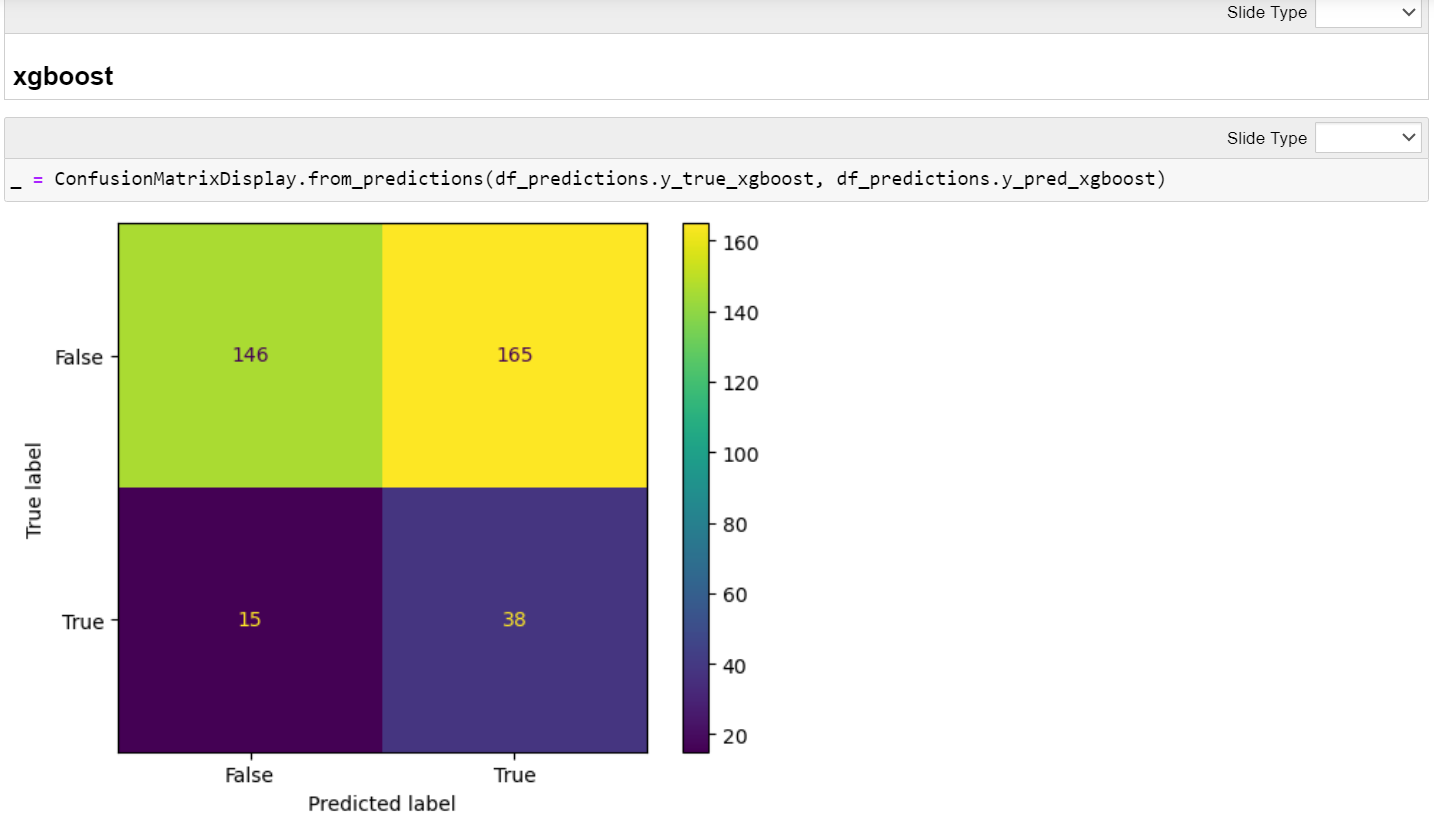 Slide Type
xgboost
Slide Type
_ = ConfusionMatrixDisplay.from_predictions(df_predictions.y_true_xgboost, df_predictions.y_pred_xgboost)
160
140
120
100
80
60
40
20
True label
False
146
165
True
15
38
False
True
Predicted label